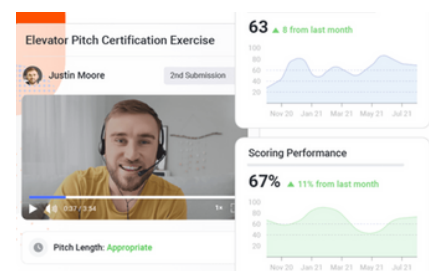 Elevator Pitch Certification Exercise
Justin Moore
2nd Submission
0:37 / 3:54
1x
Pitch Length: Appropriate
63 ▲ 8 from last month
100
80
60
40
20
Nov 20 Jan 21 Mar 21 May 21 Jul 21
Scoring Performance
67% ▲ 11% from last month
100
80
60
40
20
Nov 20 Jan 21 Mar 21 May 21 Jul 21